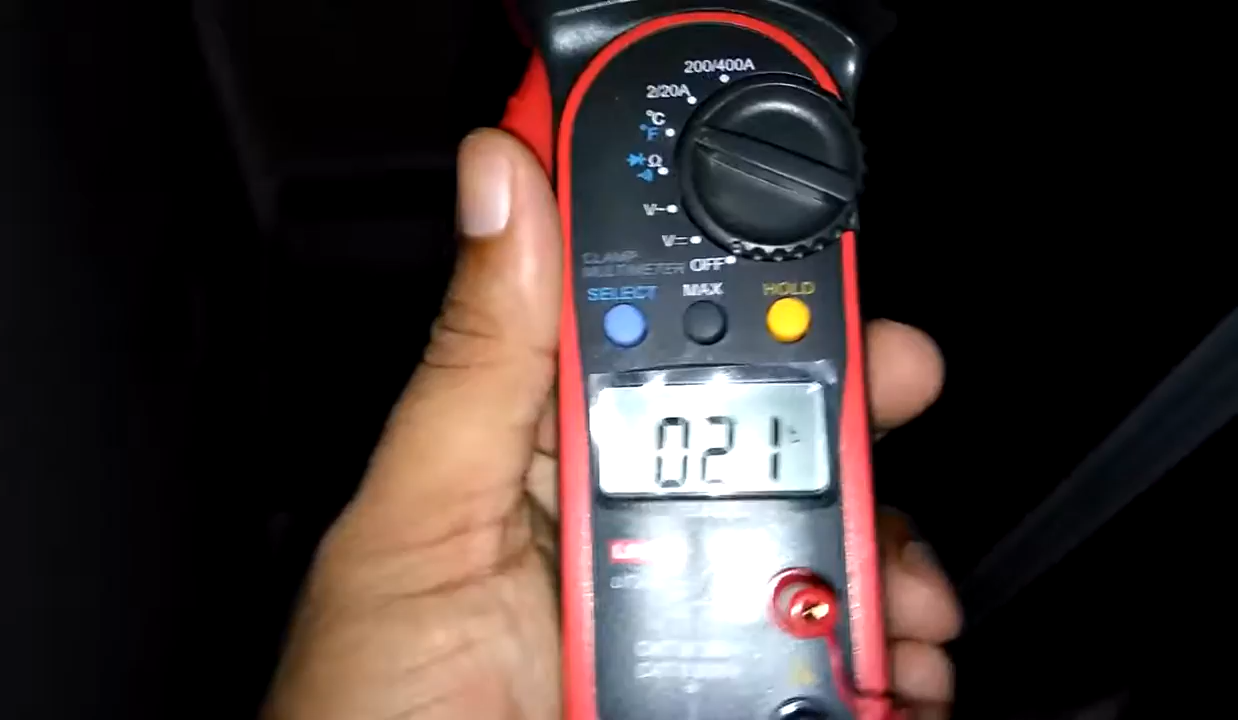 200/400A
2/20A
°C
°F
Ω
V~
V⎓
OFF
CLAMP
MULTIMETER
SELECT MAX HOLD
021